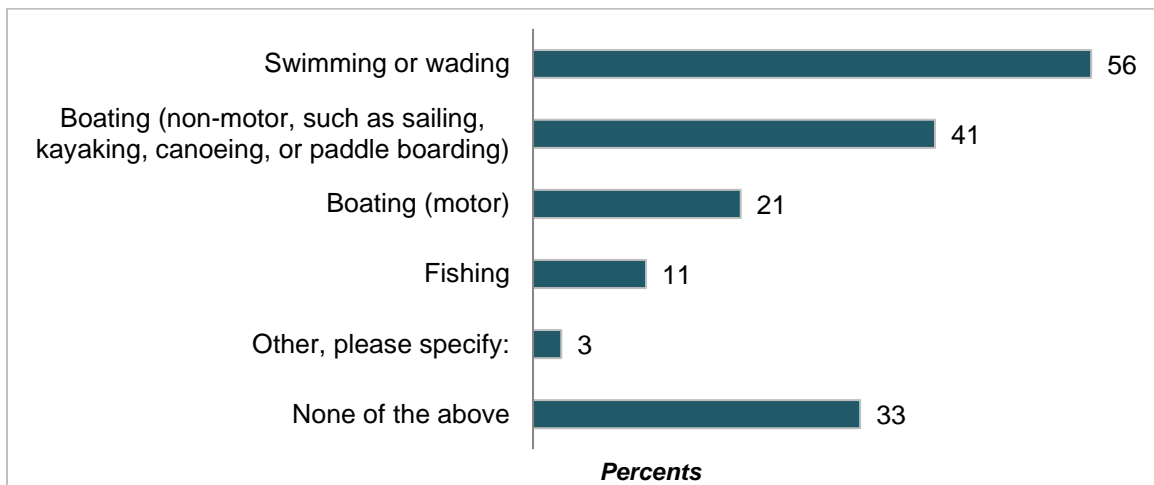 Swimming or wading 56
Boating (non-motor, such as sailing,
kayaking, canoeing, or paddle boarding) 41
Boating (motor) 21
Fishing 11
Other, please specify: 3
None of the above 33
Percents